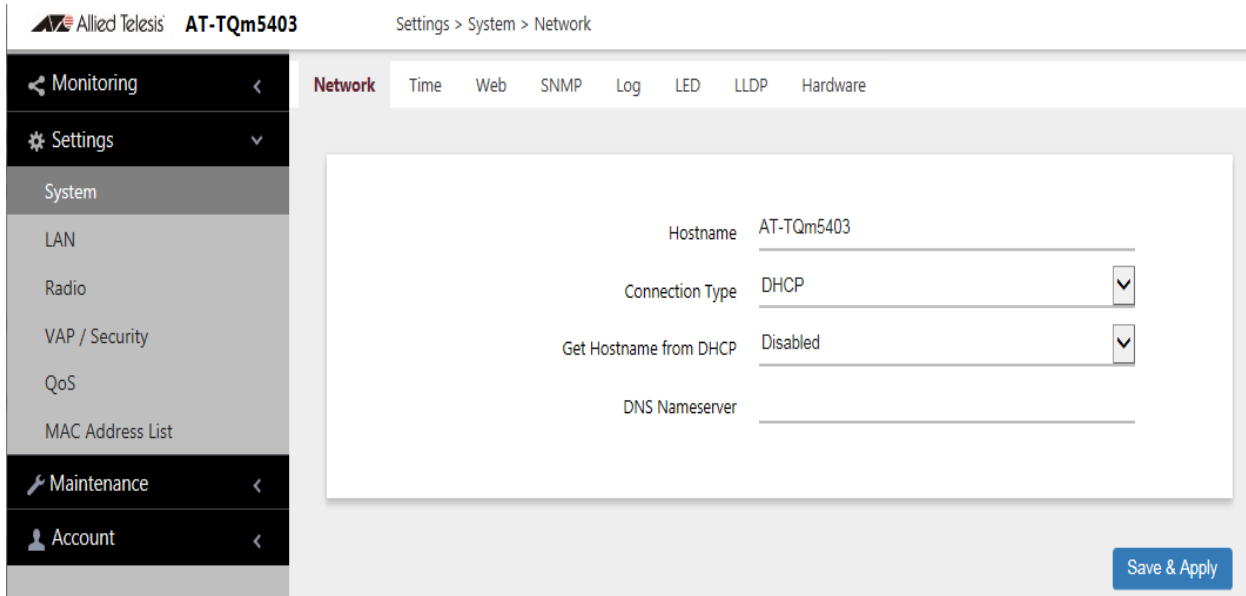 Allied Telesis AT-TQm5403 Settings > System > Network
Monitoring
Network Time Web SNMP Log LED LLDP Hardware
Settings
System
LAN
Radio
VAP / Security
QoS
MAC Address List
Maintenance
Account
Hostname AT-TQm5403
Connection Type DHCP
Get Hostname from DHCP Disabled
DNS Nameserver
Save & Apply